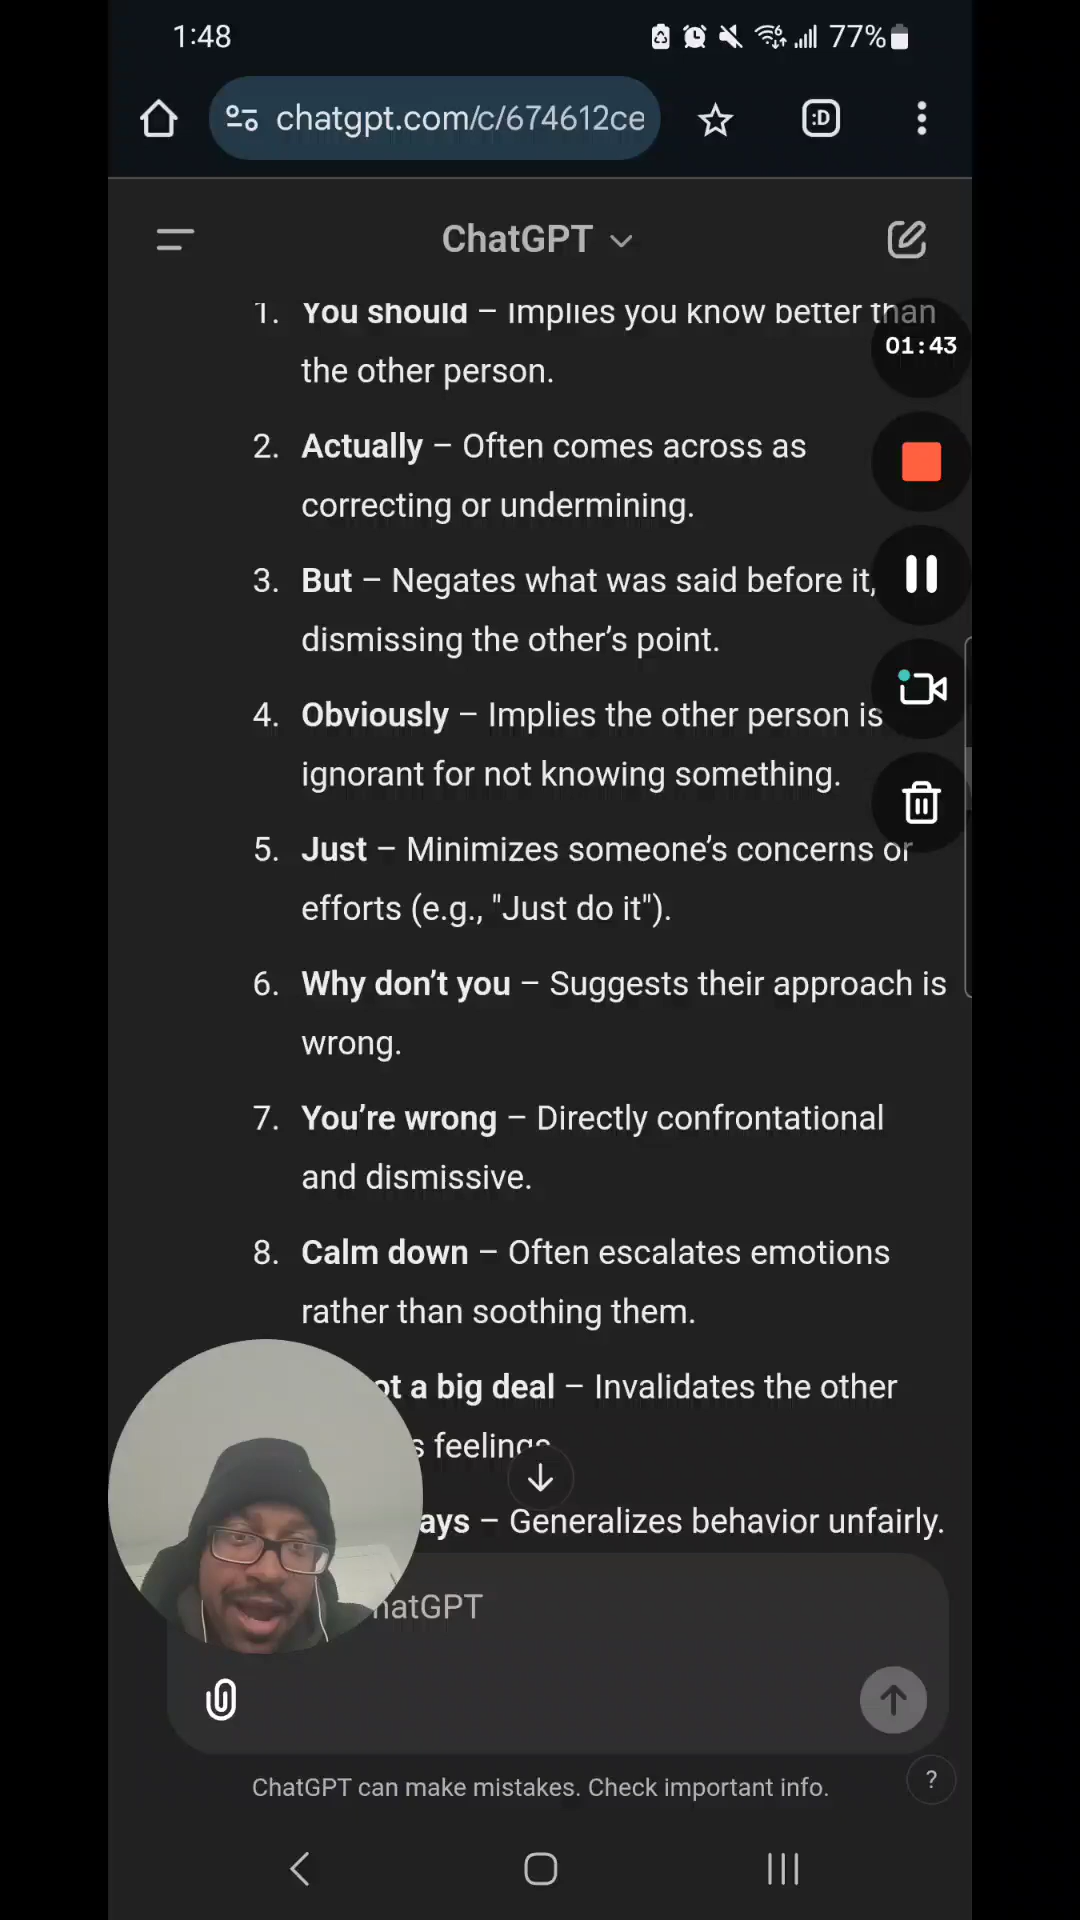 1:48
77%
chatgpt.com/c/674612ce
:D
ChatGPT
1. You should – Implies you know better than
01:43
the other person.
2. Actually – Often comes across as
correcting or undermining.
3. But – Negates what was said before it,
dismissing the other's point.
4. Obviously – Implies the other person is
ignorant for not knowing something.
5. Just – Minimizes someone's concerns or
efforts (e.g., "Just do it").
6. Why don't you – Suggests their approach is
wrong.
7. You're wrong – Directly confrontational
and dismissive.
8. Calm down – Often escalates emotions
rather than soothing them.
a big deal – Invalidates the other
feelings
– Generalizes behavior unfairly.
?
ChatGPT can make mistakes. Check important info.